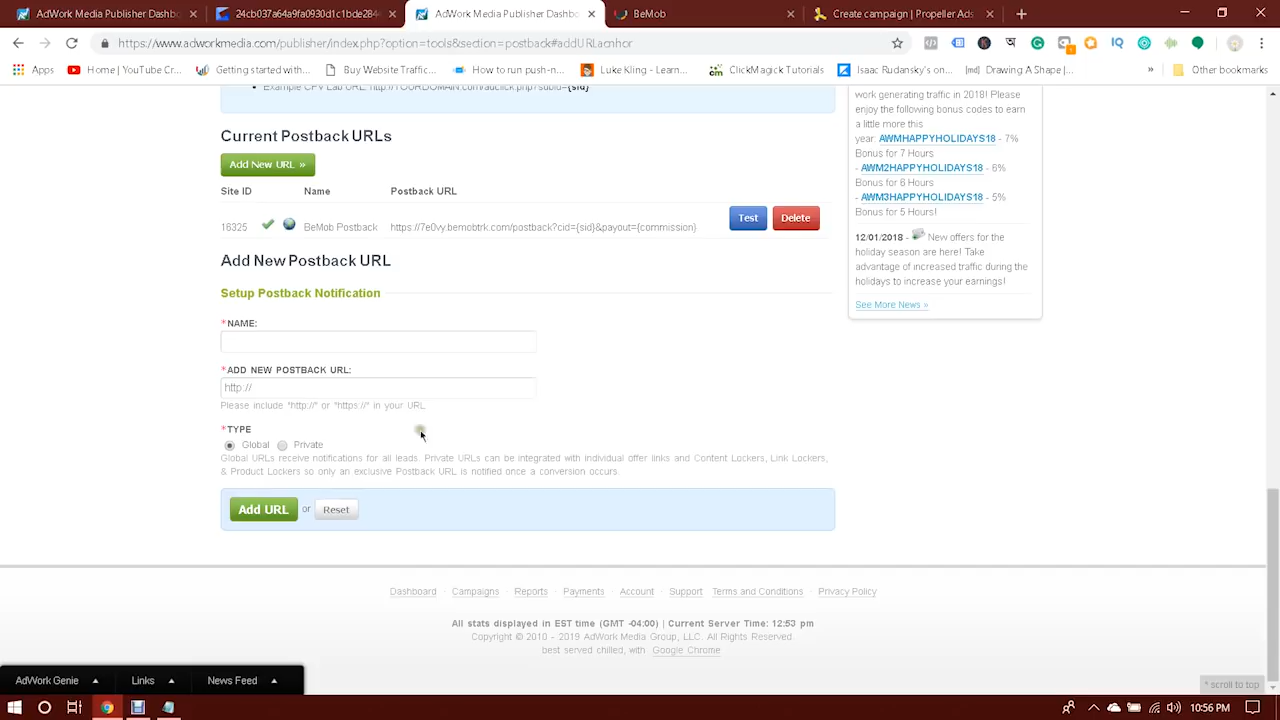 AdWork Media Publisher Dashbo
24cb037a64a9fa0930d1c1bde284
AdWork Media Publisher Dashbo
BeMob
Create campaign | Propeller Ads
https://www.adworkmedia.com/publisher/index.php?option=tools&section=postback#addURLacnhor
Apps
Home | YouTube Cr...
Getting started with...
Buy Website Traffic...
How to run push-n...
Luke Kling - Learn...
ClickMagick Tutorials
Isaac Rudansky's on...
Drawing A Shape |...
»
Other bookmarks
Current Postback URLs
Add New URL »
Site ID
Name
Postback URL
16325
BeMob Postback
https://7e0vy.bemobtrk.com/postback?cid={sid}&payout={commission}
Test
Delete
Add New Postback URL
Setup Postback Notification
*NAME:
*ADD NEW POSTBACK URL:
http://
Please include "http://" or "https://" in your URL
*TYPE
Global
Private
Global URLs receive notifications for all leads. Private URLs can be integrated with individual offer links and Content Lockers, Link Lockers,
& Product Lockers so only an exclusive Postback URL is notified once a conversion occurs.
Add URL or Reset
work generating traffic in 2018! Please
enjoy the following bonus codes to earn
a little more this
year: AWMHAPPYHOLIDAYS18 - 7%
Bonus for 7 Hours
- AWM2HAPPYHOLIDAYS18 - 6%
Bonus for 6 Hours
- AWM3HAPPYHOLIDAYS18 - 5%
Bonus for 5 Hours!
12/01/2018 - New offers for the
holiday season are here! Take
advantage of increased traffic during the
holidays to increase your earnings!
See More News »
Dashboard · Campaigns · Reports · Payments · Account · Support · Terms and Conditions · Privacy Policy
All stats displayed in EST time (GMT -04:00) | Current Server Time: 12:53 pm
Copyright © 2010 - 2019 AdWork Media Group, LLC. All Rights Reserved.
best served chilled, with Google Chrome
^ scroll to top
AdWork Genie
Links
News Feed
10:56 PM